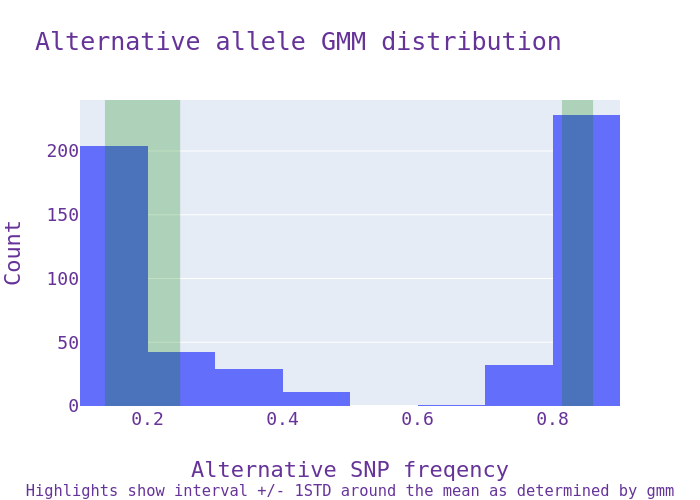 Alternative allele GMM distribution
Count
200
150
100
50
0
0.2 0.4 0.6 0.8
Alternative SNP freqency
Highlights show interval +/- 1STD around the mean as determined by gmm